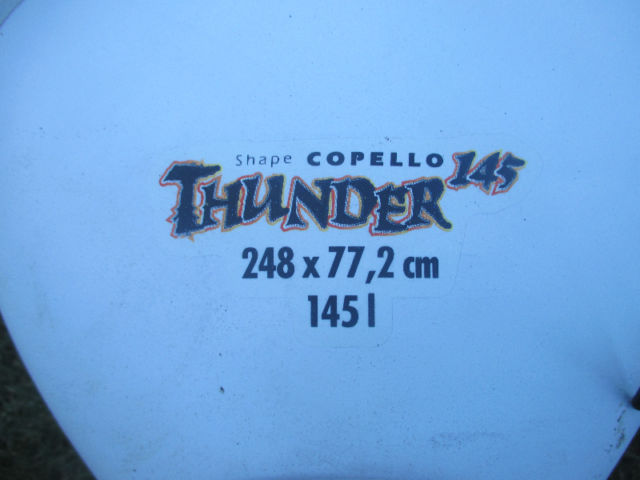 Shape COPELLO
THUNDER 145
248 x 77,2 cm
145 l